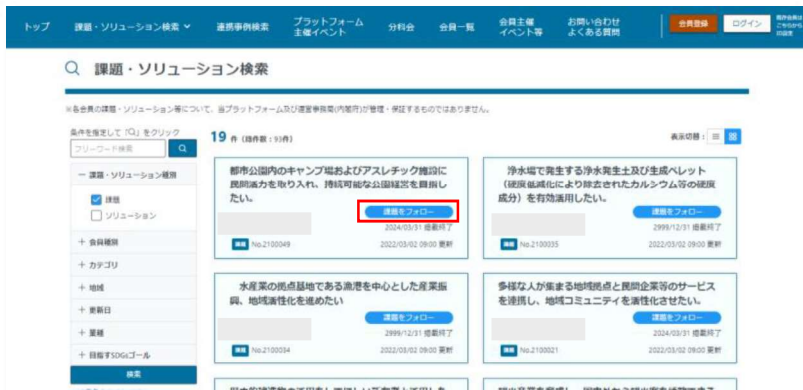 トップ
課題・ソリューション検索
連携事例検索
プラットフォーム
主催イベント
分科会
会員一覧
会員主催
イベント等
お問い合わせ
よくある質問
会員登録
ログイン
課題・ソリューション検索
※各会員の課題・ソリューション等について、当プラットフォーム及び運営事務局(内閣府)が管理・保証するものではありません。
条件を指定して「Q」をクリック
フリーワード検索
19 件 (総件数:93件)
表示切替:
ー 課題・ソリューション種別
課題
ソリューション
+ 会員種別
+ カテゴリ
+ 地域
+ 更新日
+ 業種
+ 目指すSDGsゴール
検索
都市公園内のキャンプ場およびアスレチック施設に
民間活力を取り入れ、持続可能な公園経営を目指し
たい。
課題をフォロー
2024/03/31 掲載終了
課題 No.2100049
2022/03/02 09:00 更新
浄水場で発生する浄水発生土及び生成ペレット
(硬度低減化により除去されたカルシウム等の硬度
成分)を有効活用したい。
課題をフォロー
2999/12/31 掲載終了
課題 No.2100035
2022/03/02 09:00 更新
水産業の拠点基地である漁港を中心とした産業振
興、地域活性化を進めたい
課題をフォロー
2999/12/31 掲載終了
課題 No.2100034
2022/03/02 09:00 更新
多様な人が集まる地域拠点と民間企業等のサービス
を連携し、地域コミュニティを活性化させたい。
課題をフォロー
2024/03/31 掲載終了
課題 No.2100021
2022/03/02 09:00 更新